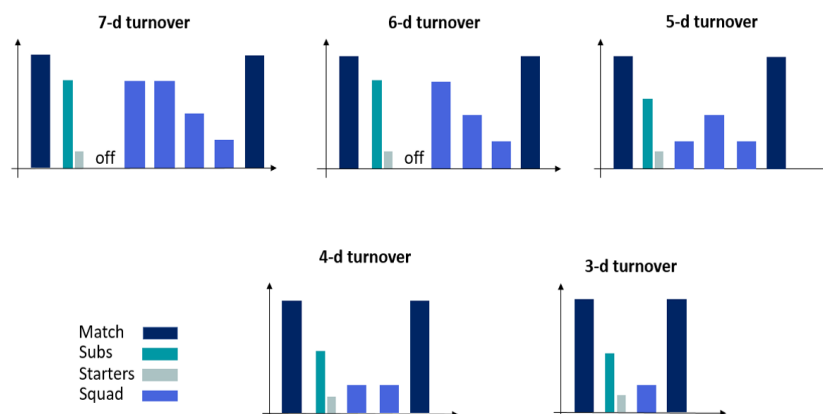 7-d turnover
6-d turnover
5-d turnover
off
off
4-d turnover
3-d turnover
Match
Subs
Starters
Squad